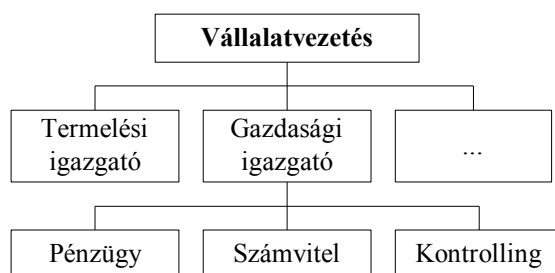 Vállalatvezetés
Termelési
igazgató
Gazdasági
igazgató
...
Pénzügy
Számvitel
Kontrolling